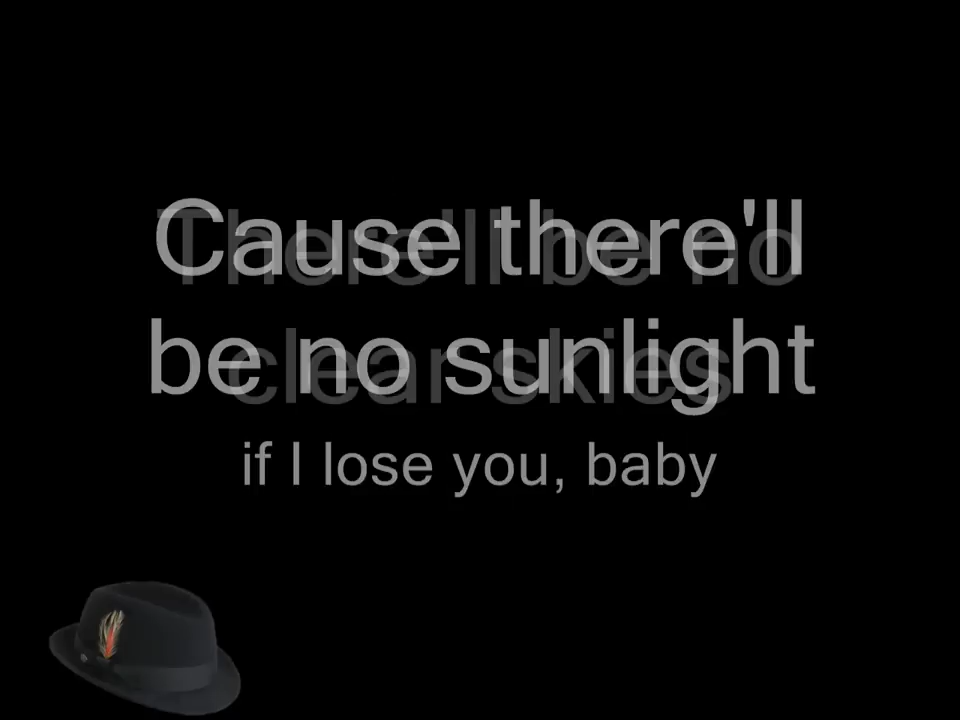 Cause there'll
be no sunlight
if I lose you, baby
There'll be no
clear skies